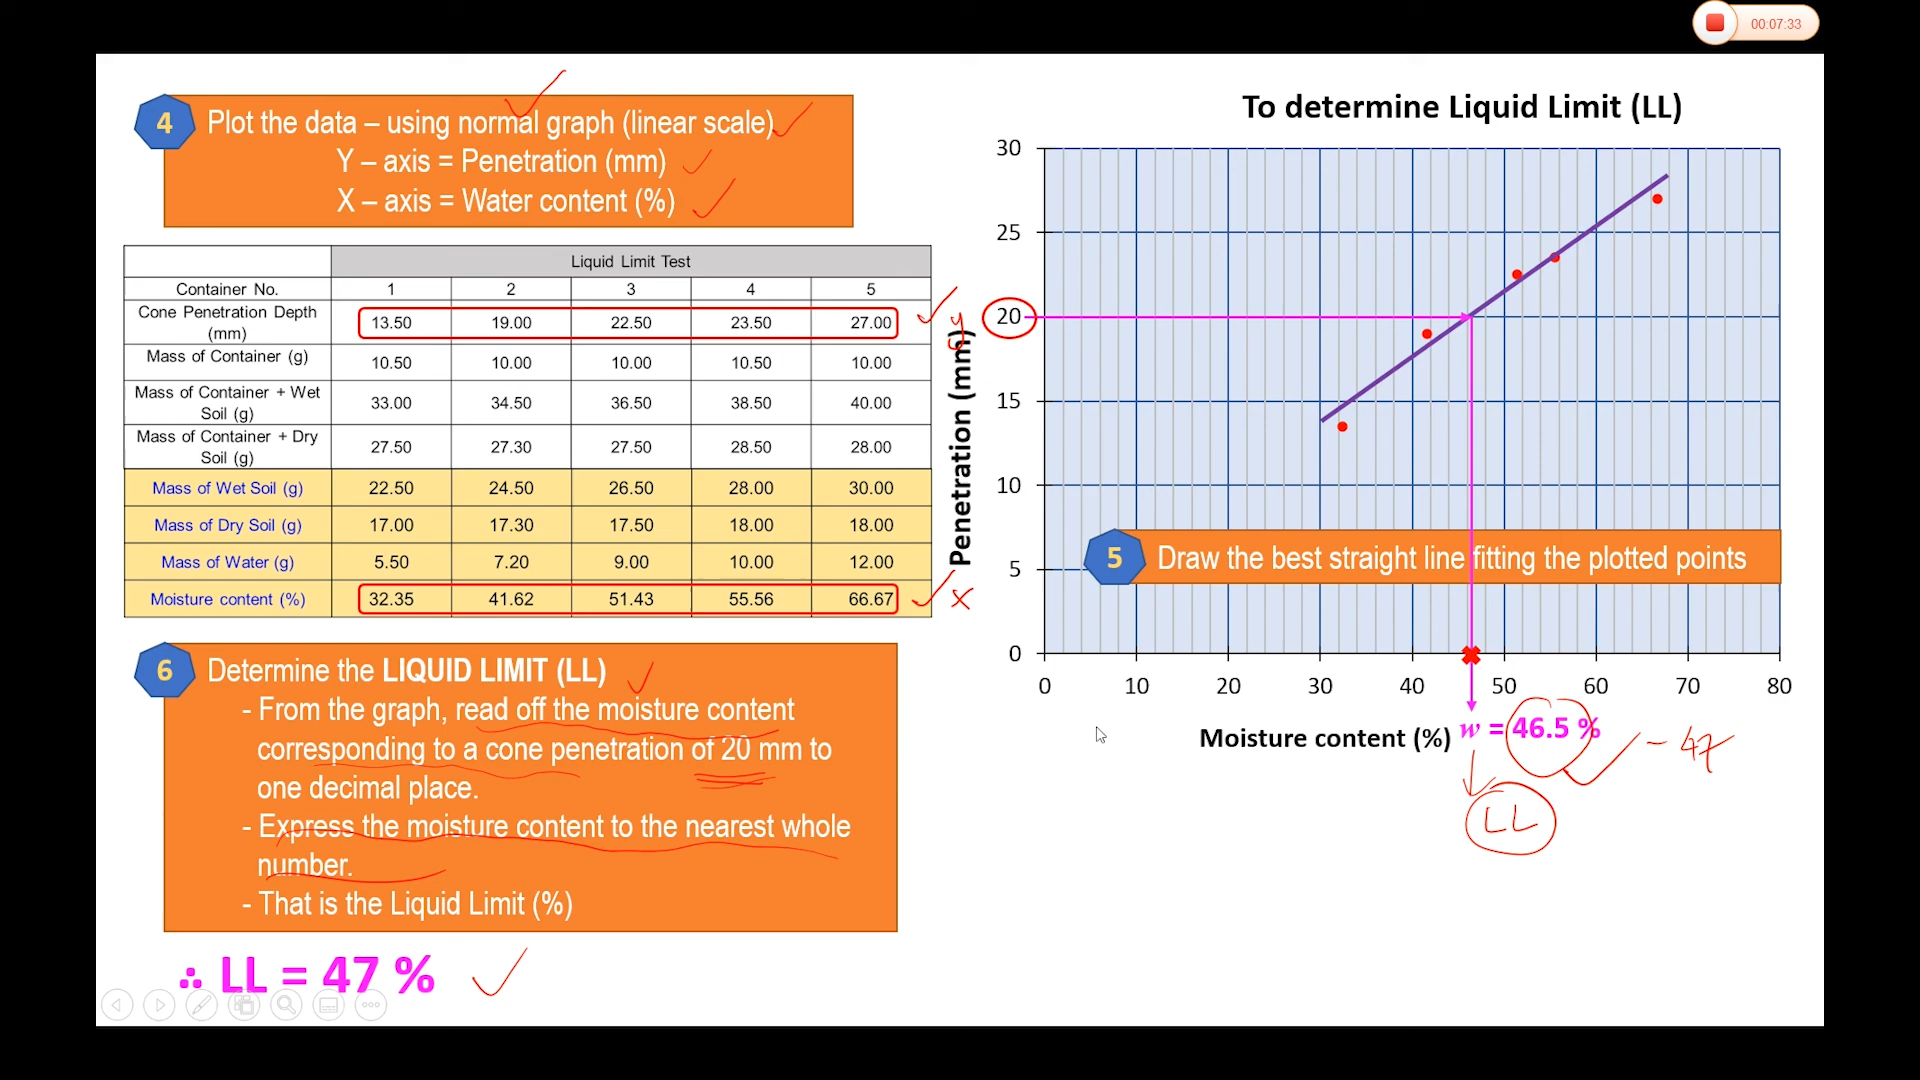 00:07:33
4 Plot the data – using normal graph (linear scale)
Y – axis = Penetration (mm)
X – axis = Water content (%)
Liquid Limit Test
Container No. 1 2 3 4 5
Cone Penetration Depth
(mm) 13.50 19.00 22.50 23.50 27.00
Mass of Container (g) 10.50 10.00 10.00 10.50 10.00
Mass of Container + Wet
Soil (g) 33.00 34.50 36.50 38.50 40.00
Mass of Container + Dry
Soil (g) 27.50 27.30 27.50 28.50 28.00
Mass of Wet Soil (g) 22.50 24.50 26.50 28.00 30.00
Mass of Dry Soil (g) 17.00 17.30 17.50 18.00 18.00
Mass of Water (g) 5.50 7.20 9.00 10.00 12.00
Moisture content (%) 32.35 41.62 51.43 55.56 66.67
y
x
6 Determine the LIQUID LIMIT (LL)
- From the graph, read off the moisture content
corresponding to a cone penetration of 20 mm to
one decimal place.
- Express the moisture content to the nearest whole
number.
- That is the Liquid Limit (%)
∴ LL = 47 %
To determine Liquid Limit (LL)
30
25
20
15
10
5
0
Penetration (mm)
5 Draw the best straight line fitting the plotted points
0 10 20 30 40 50 60 70 80
Moisture content (%)
w = 46.5 %
– 47
LL